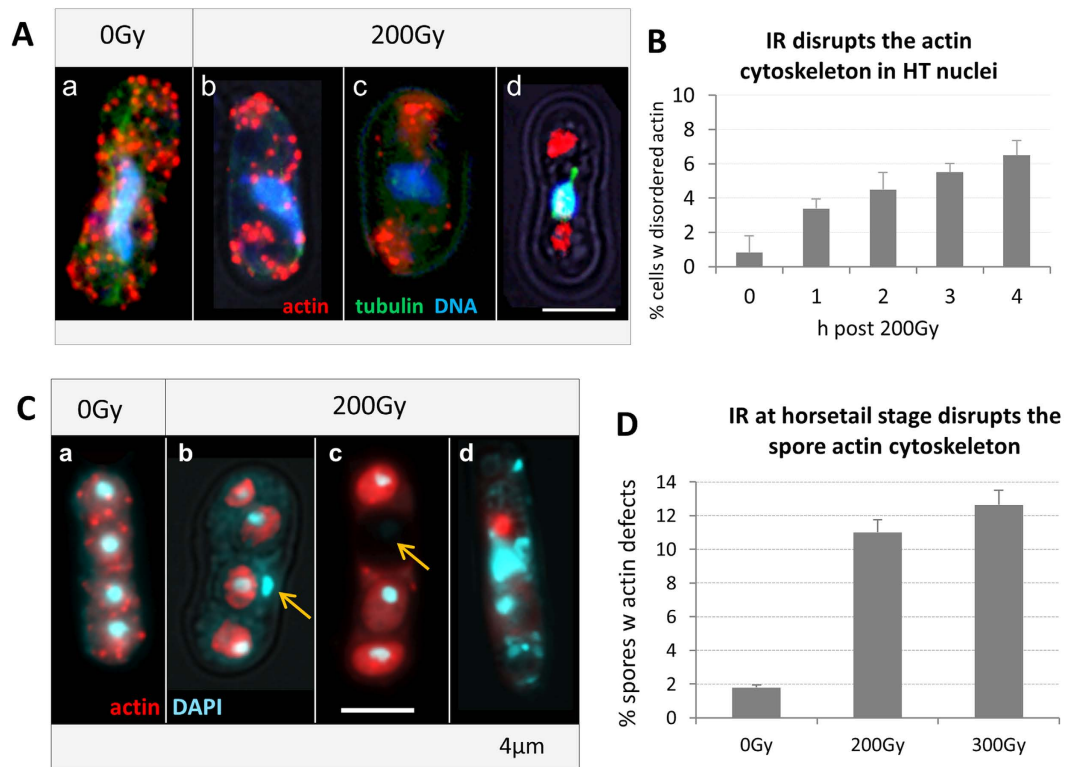 A
0Gy
200Gy
a
b
c
d
actin
tubulin DNA
B
IR disrupts the actin
cytoskeleton in HT nuclei
% cells w disordered actin
10
8
6
4
2
0
0 1 2 3 4
h post 200Gy
C
0Gy
200Gy
a
b
c
d
actin
DAPI
4µm
D
IR at horsetail stage disrupts the
spore actin cytoskeleton
% spores w actin defects
14
12
10
8
6
4
2
0
0Gy 200Gy 300Gy